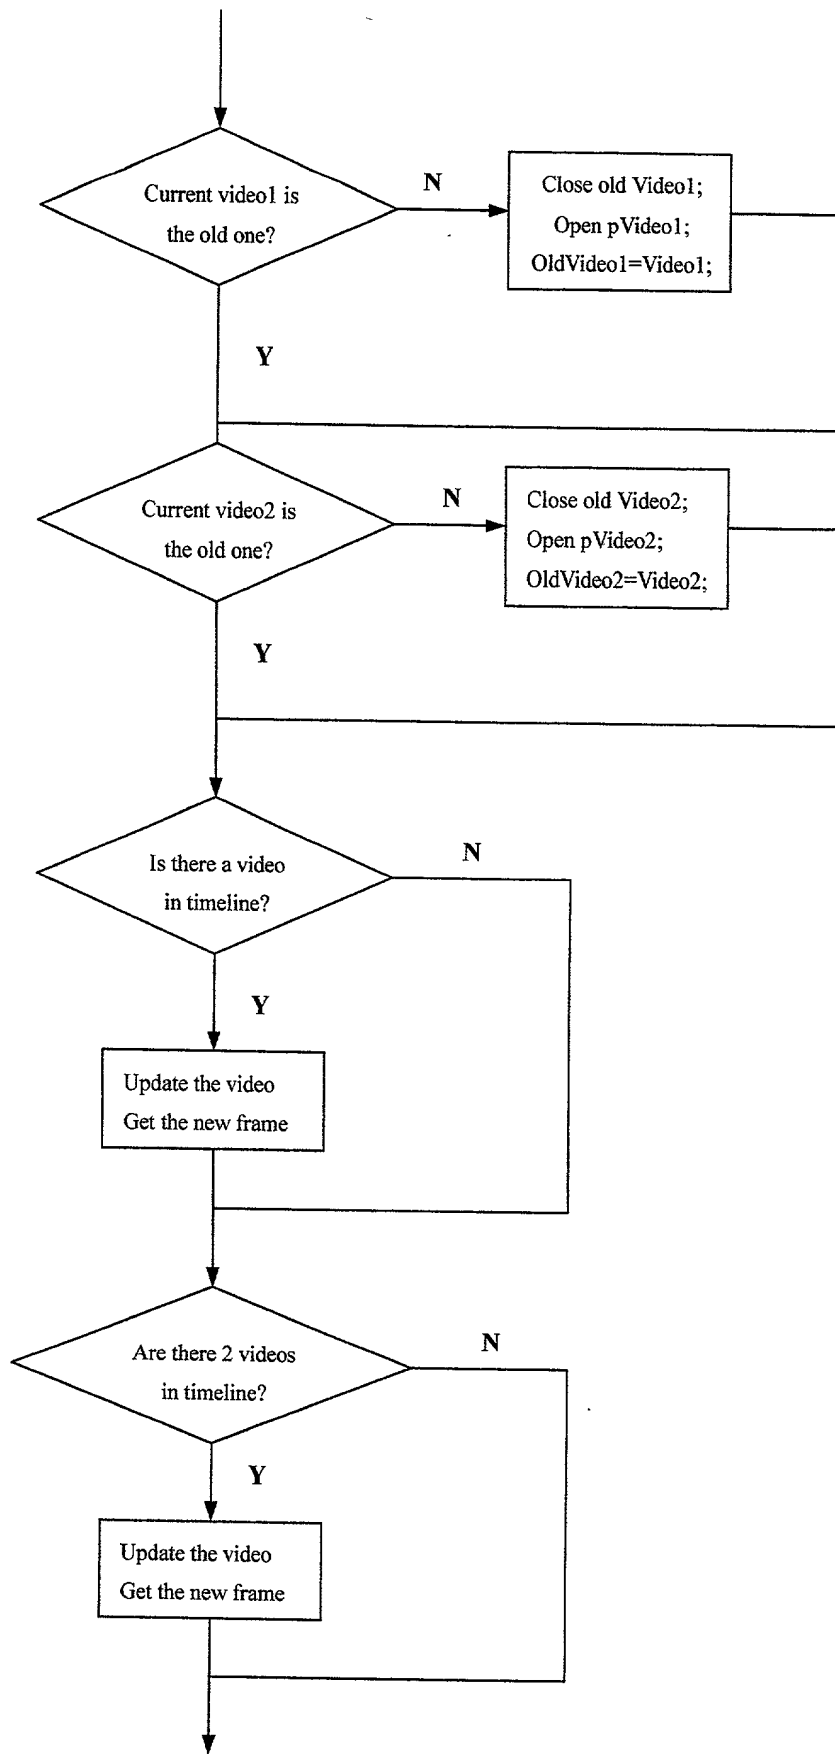 Current video1 is
the old one?
N
Close old Video1;
Open pVideo1;
OldVideo1=Video1;
Y
Current video2 is
the old one?
N
Close old Video2;
Open pVideo2;
OldVideo2=Video2;
Y
Is there a video
in timeline?
N
Y
Update the video
Get the new frame
Are there 2 videos
in timeline?
N
Y
Update the video
Get the new frame